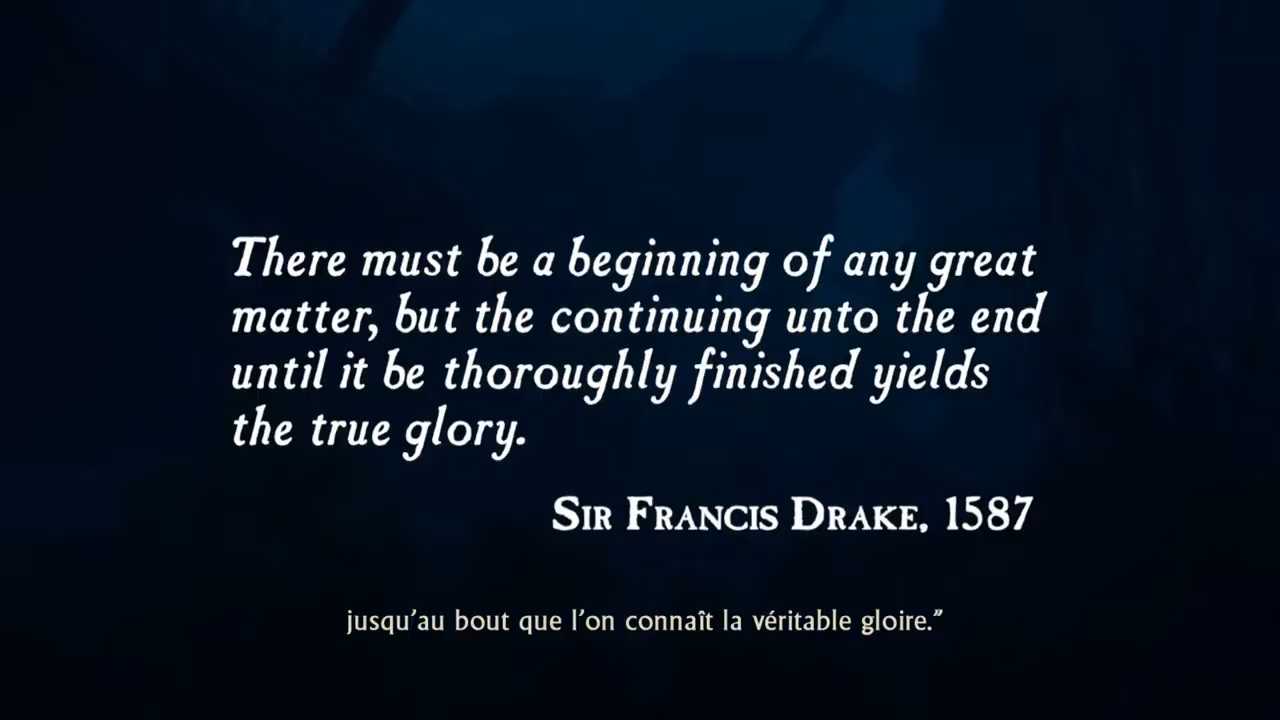 There must be a beginning of any great
matter, but the continuing unto the end
until it be thoroughly finished yields
the true glory.
Sir Francis Drake, 1587
jusqu'au bout que l'on connaît la véritable gloire.”